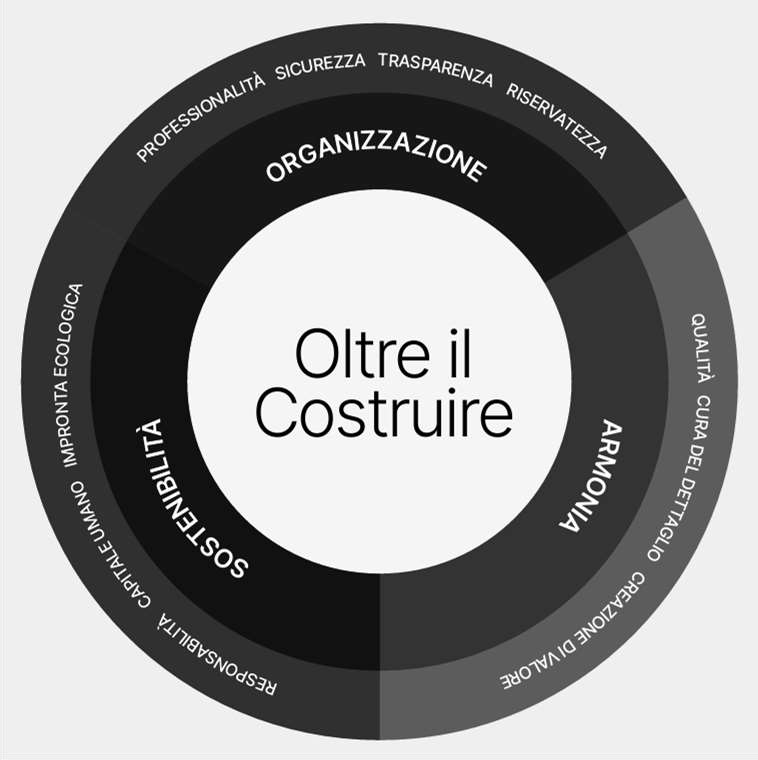 PROFESSIONALITÀ
SICUREZZA
TRASPARENZA
RISERVATEZZA
ORGANIZZAZIONE
Oltre il
Costruire
ARMONIA
QUALITÀ
CURA DEL DETTAGLIO
CREAZIONE DI VALORE
SOSTENIBILITÀ
RESPONSABILITÀ
CAPITALE UMANO
IMPRONTA ECOLOGICA